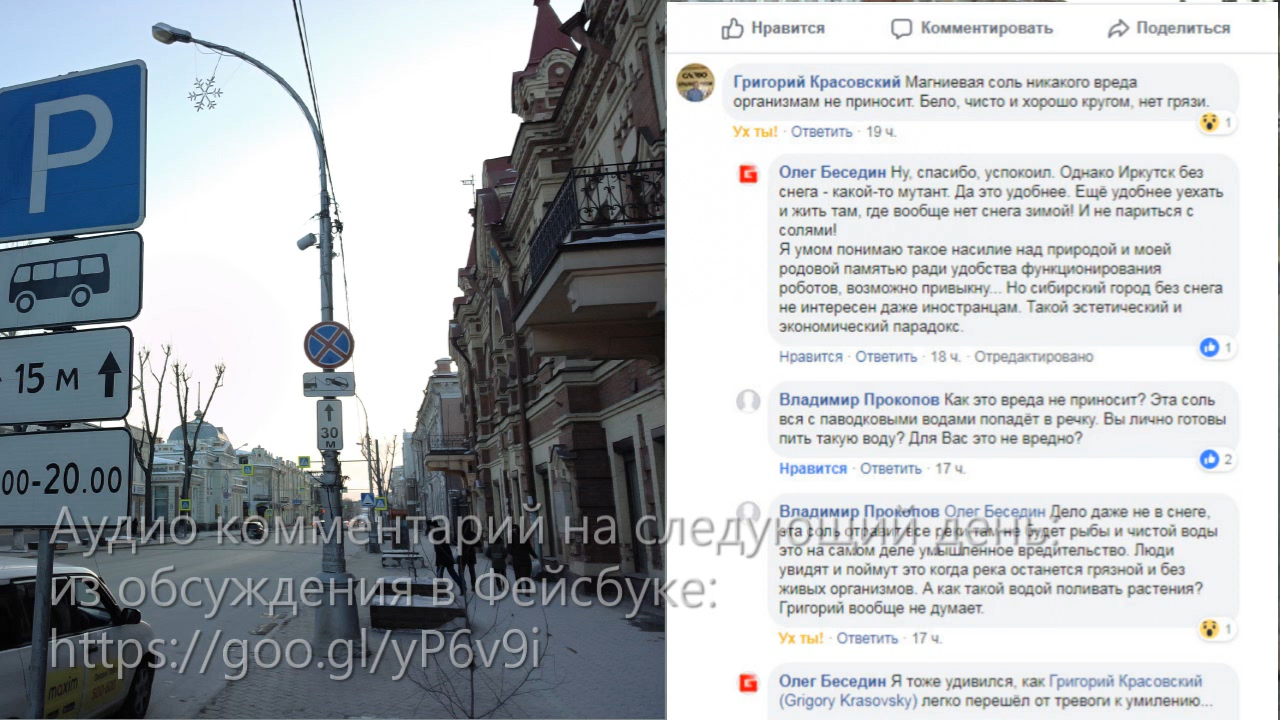 P
15 м
00-20.00
30
м
maxim
Аудио комментарий на следующий день,
из обсуждения в Фейсбуке:
https://goo.gl/yP6v9i
Нравится Комментировать Поделиться
Григорий Красовский Магниевая соль никакого вреда
организмам не приносит. Бело, чисто и хорошо кругом, нет грязи.
1
Ух ты! · Ответить · 19 ч.
Олег Беседин Ну, спасибо, успокоил. Однако Иркутск без
снега - какой-то мутант. Да это удобнее. Ещё удобнее уехать
и жить там, где вообще нет снега зимой! И не париться с
солями!
Я умом понимаю такое насилие над природой и моей
родовой памятью ради удобства функционирования
роботов, возможно привыкну... Но сибирский город без снега
не интересен даже иностранцам. Такой эстетический и
экономический парадокс.
1
Нравится · Ответить · 18 ч. · Отредактировано
Владимир Прокопов Как это вреда не приносит? Эта соль
вся с паводковыми водами попадёт в речку. Вы лично готовы
пить такую воду? Для Вас это не вредно?
2
Нравится · Ответить · 17 ч.
Владимир Прокопов Олег Беседин Дело даже не в снеге,
эта соль отравит все реки там не будет рыбы и чистой воды
это на самом деле умышленное вредительство. Люди
увидят и поймут это когда река останется грязной и без
живых организмов. А как такой водой поливать растения?
Григорий вообще не думает.
1
Ух ты! · Ответить · 17 ч.
Олег Беседин Я тоже удивился, как Григорий Красовский
(Grigory Krasovsky) легко перешёл от тревоги к умилению...